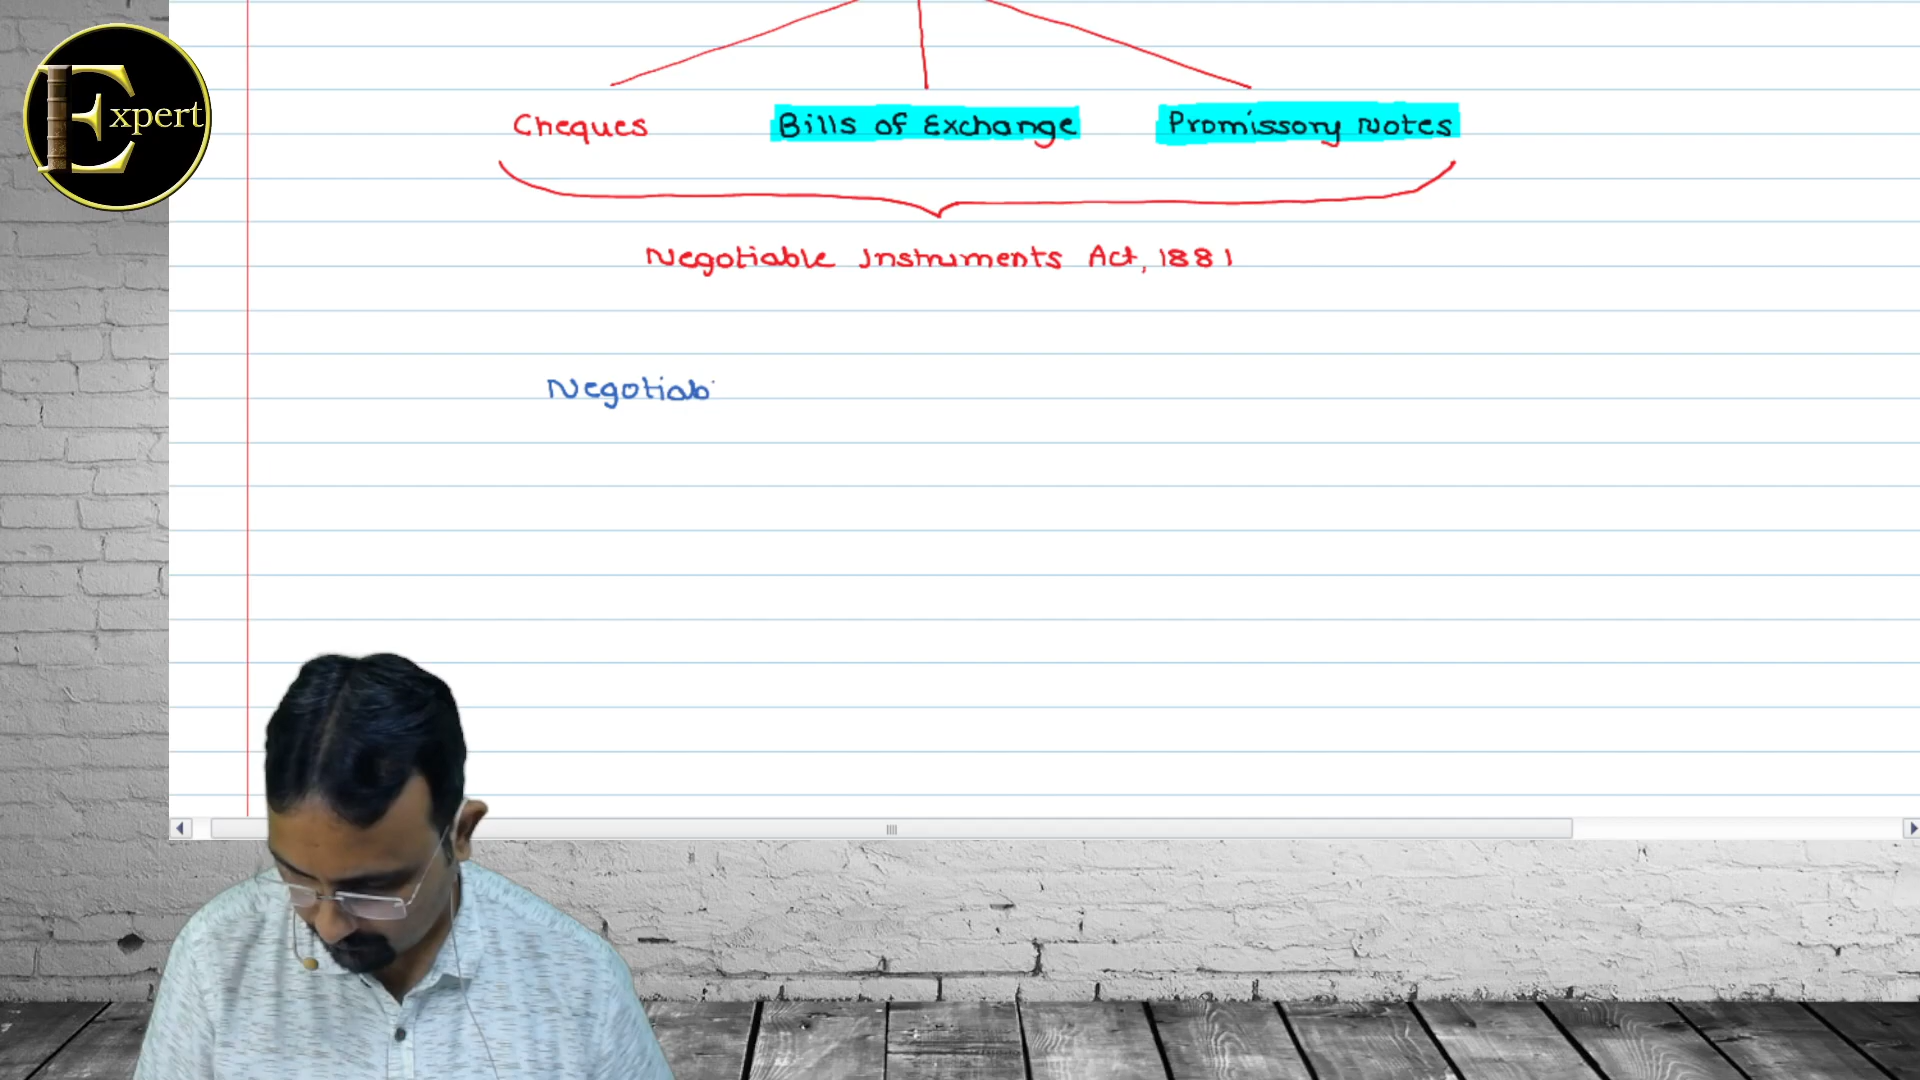 Expert
Cheques Bills of Exchange Promissory Notes
Negotiable Instruments Act, 1881
Negotiab